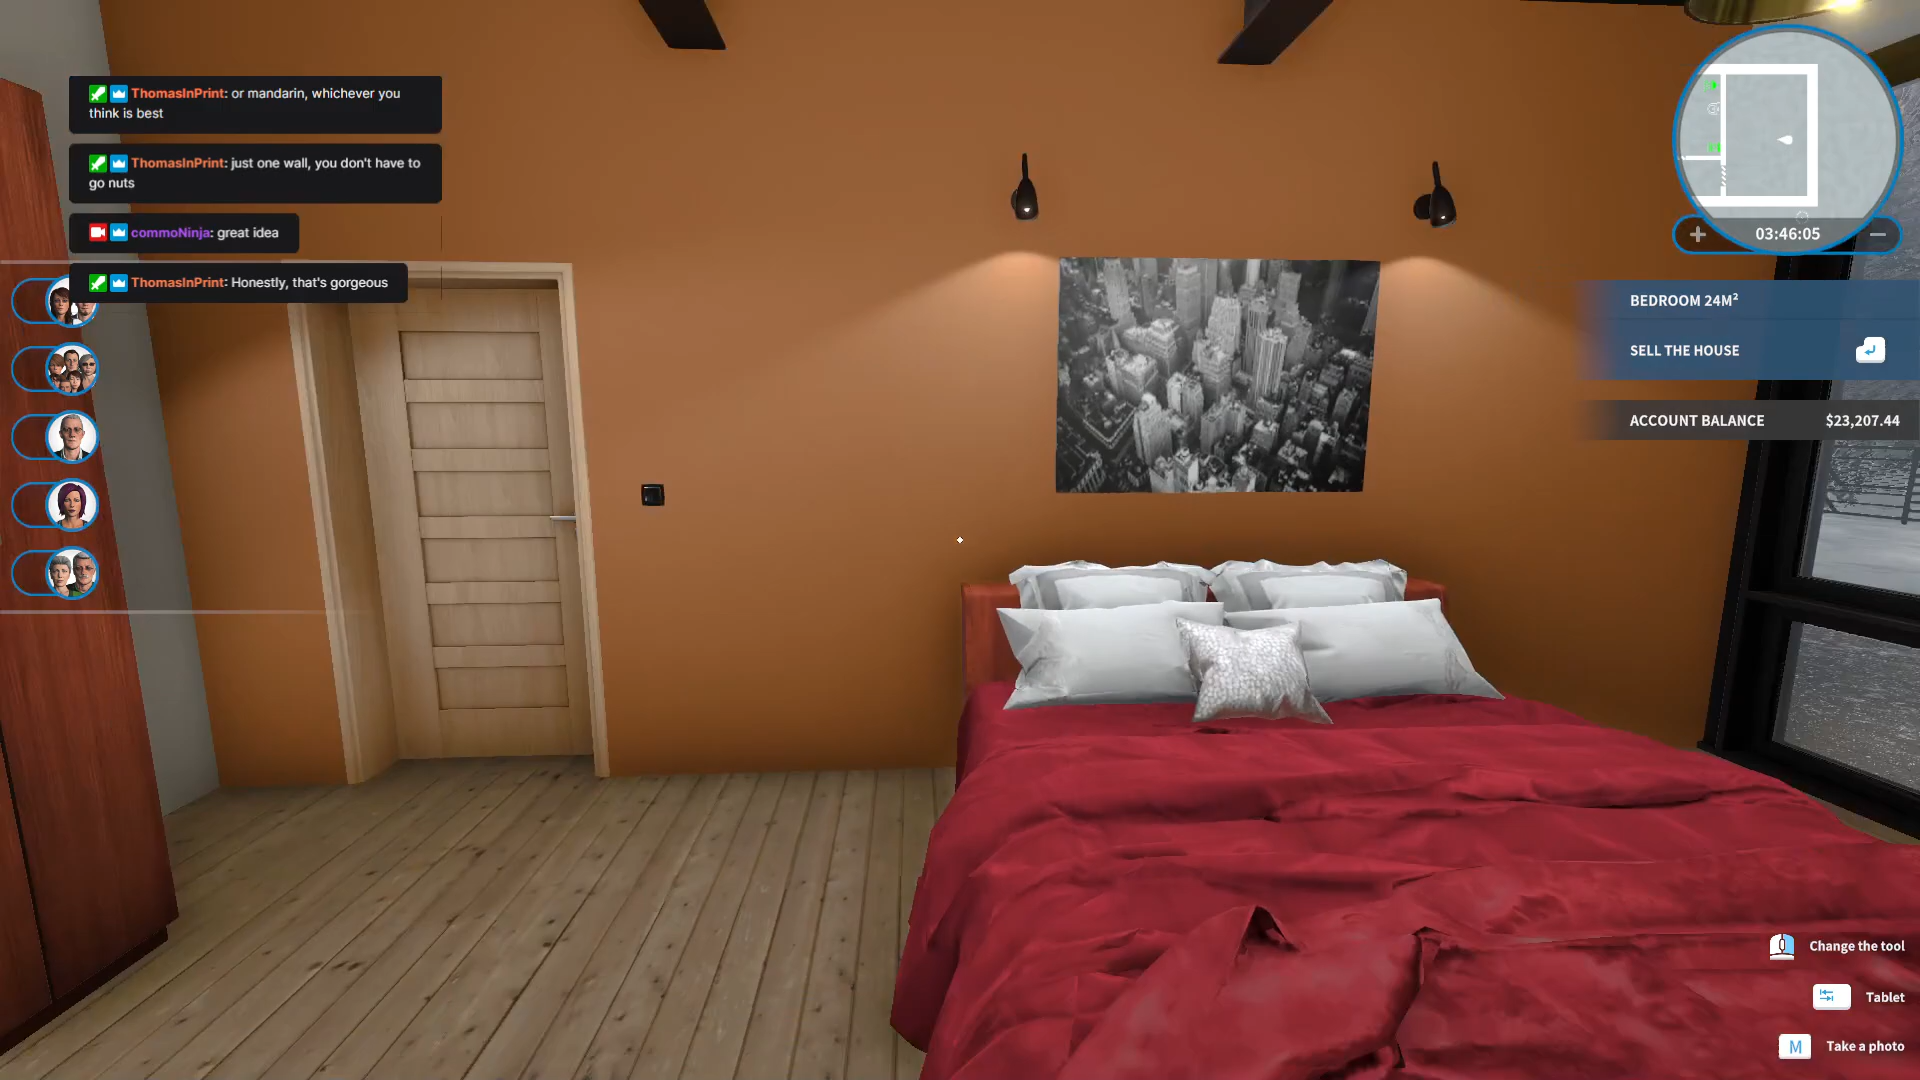 ThomasInPrint: or mandarin, whichever you
think is best
ThomasInPrint: just one wall, you don't have to
go nuts
commoNinja: great idea
ThomasInPrint: Honestly, that's gorgeous
03:46:05
BEDROOM 24M²
SELL THE HOUSE
ACCOUNT BALANCE $23,207.44
Change the tool
Tablet
M Take a photo